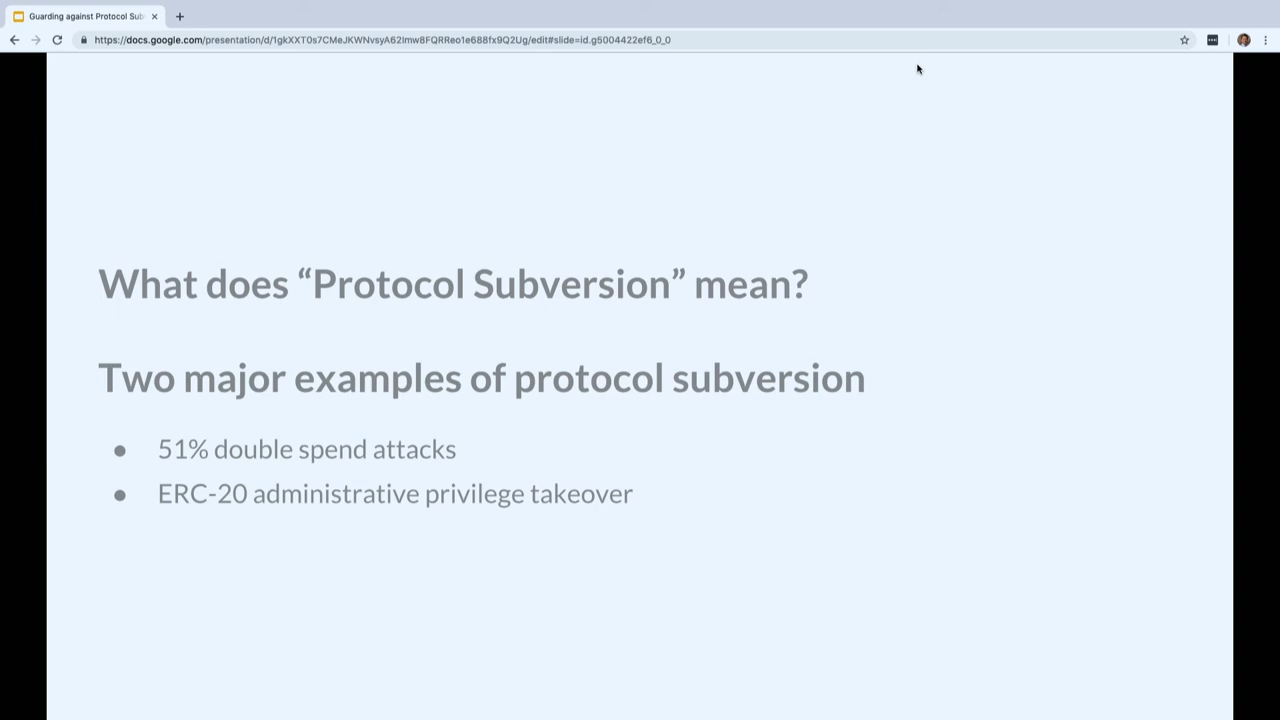 Guarding against Protocol Sub
https://docs.google.com/presentation/d/1gkXXT0s7CMeJKWNvsyA62Imw8FQRReo1e688fx9Q2Ug/edit#slide=id.g5004422ef6_0_0
What does “Protocol Subversion” mean?
Two major examples of protocol subversion
● 51% double spend attacks
● ERC-20 administrative privilege takeover